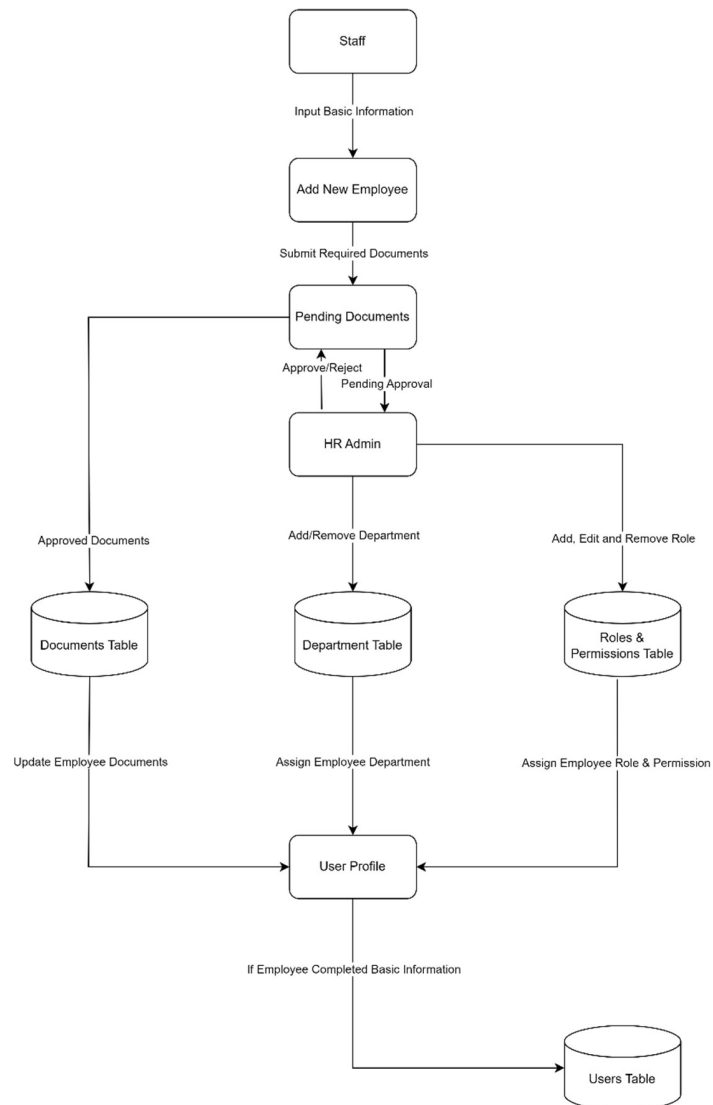 Staff
Input Basic Information
Add New Employee
Submit Required Documents
Pending Documents
Approve/Reject
Pending Approval
HR Admin
Approved Documents
Add/Remove Department
Add, Edit and Remove Role
Documents Table
Department Table
Roles &
Permissions Table
Update Employee Documents
Assign Employee Department
Assign Employee Role & Permission
User Profile
If Employee Completed Basic Information
Users Table